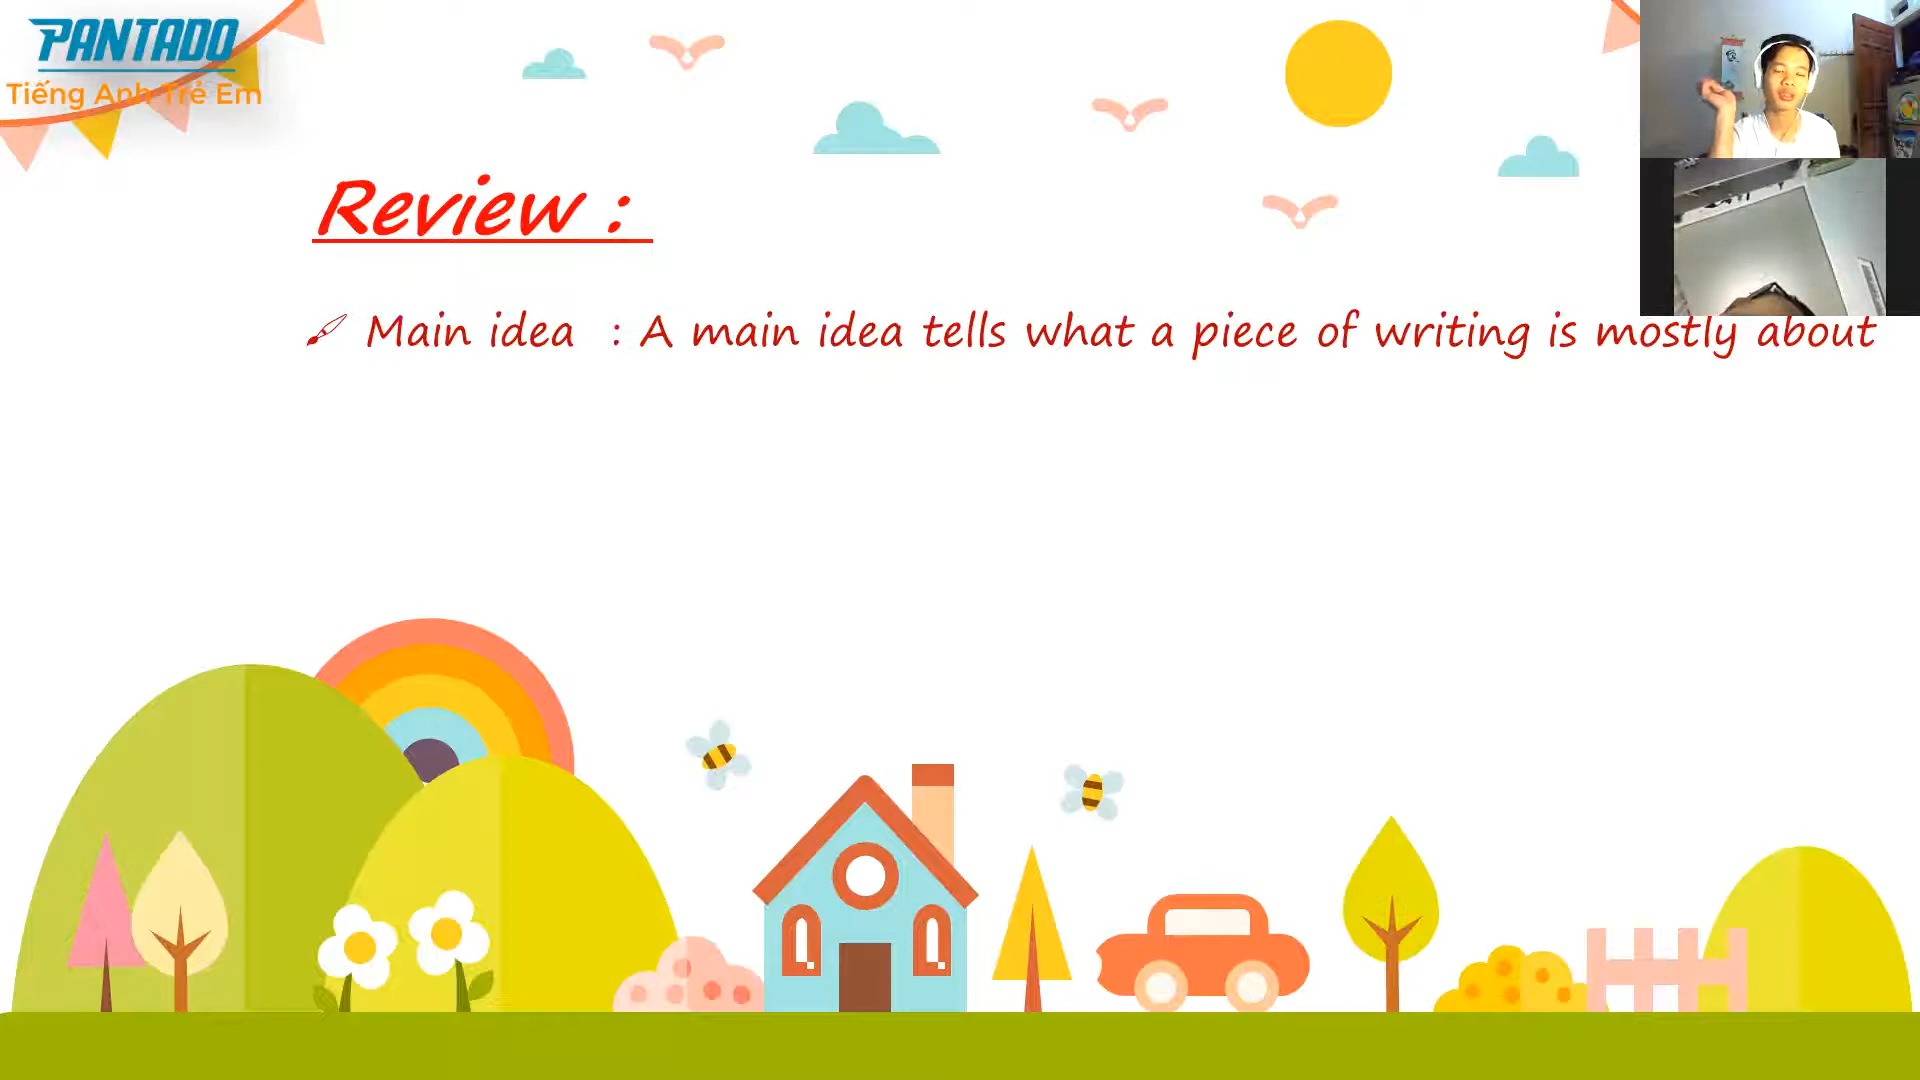 PANTADO
Tiếng Anh Trẻ Em
Review :
Main idea : A main idea tells what a piece of writing is mostly about